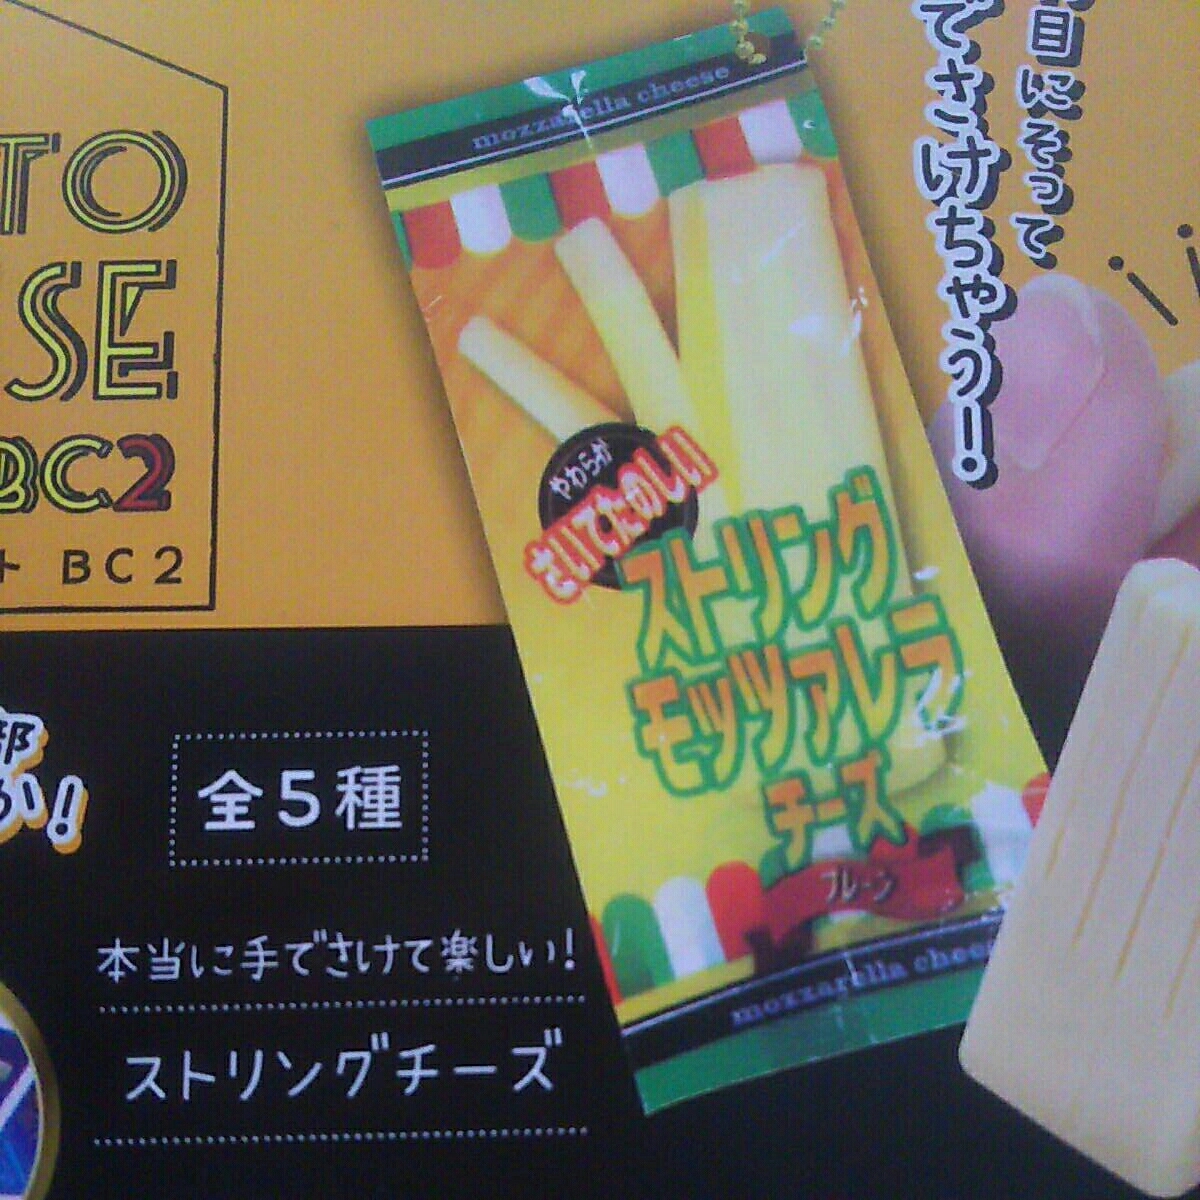 TO
SE
BC2
ト BC2
mozzarella cheese
やわらか
さいてたのしい
ストリング
モッツァレラ
チーズ
プレーン
mozzarella chees
目にそって
でさけちゃう!
部
か!
全5種
本当に手でさけて楽しい!
ストリングチーズ